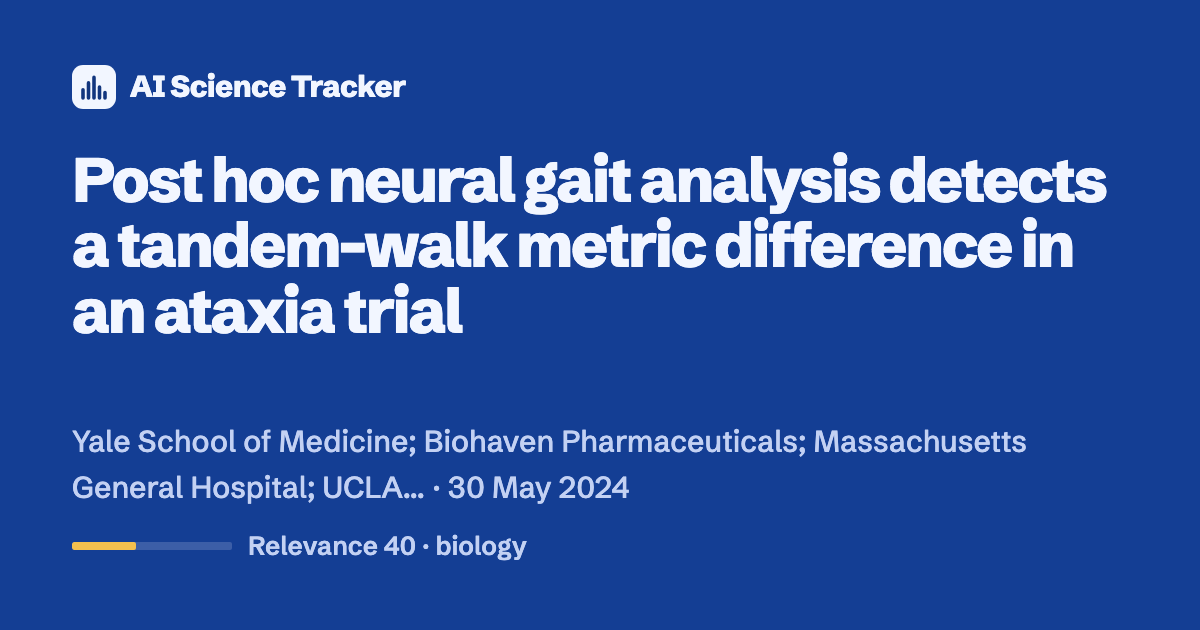 AI Science Tracker
Post hoc neural gait analysis detects
a tandem-walk metric difference in
an ataxia trial
Yale School of Medicine; Biohaven Pharmaceuticals; Massachusetts
General Hospital; UCLA... · 30 May 2024
Relevance 40 · biology